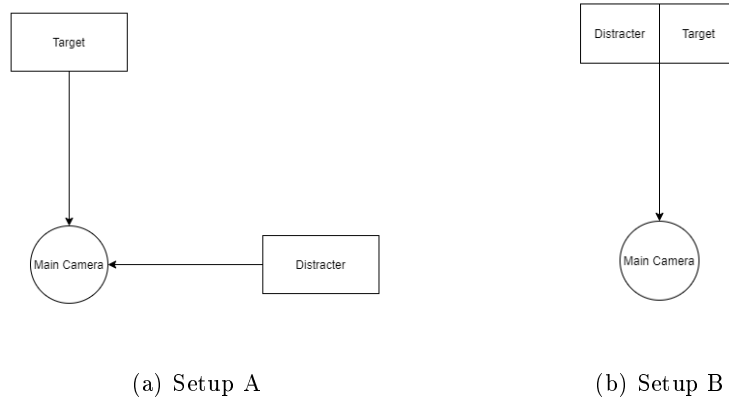 Target
Main Camera
Distracter
(a) Setup A
Distracter
Target
Main Camera
(b) Setup B